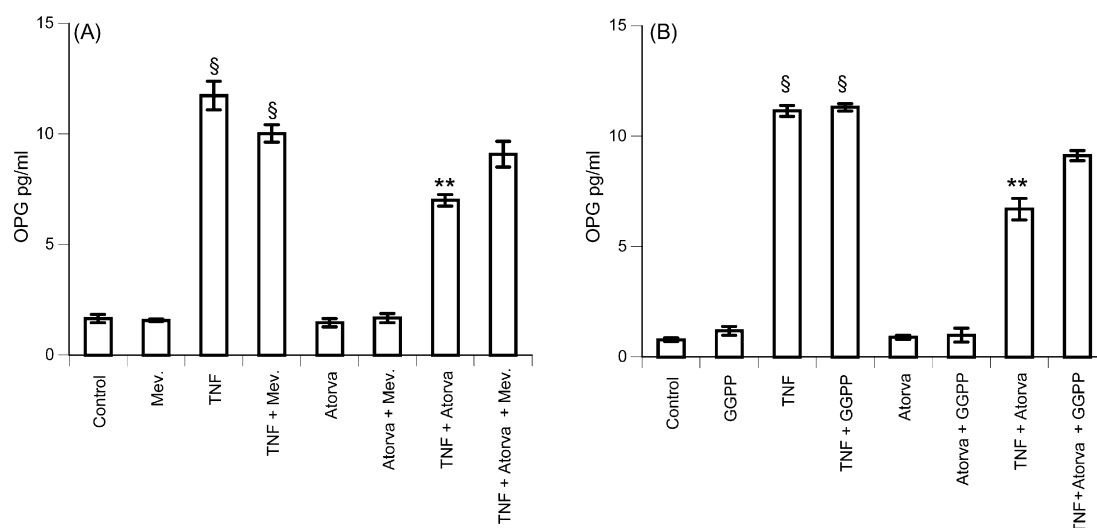 (A)
OPG pg/ml
15
10
5
0
§
§
**
Control
Mev.
TNF
TNF + Mev.
Atorva
Atorva + Mev.
TNF + Atorva
TNF + Atorva + Mev.
(B)
OPG pg/ml
15
10
5
0
§
§
**
Control
GGPP
TNF
TNF + GGPP
Atorva
Atorva + GGPP
TNF + Atorva
TNF+Atorva + GGPP